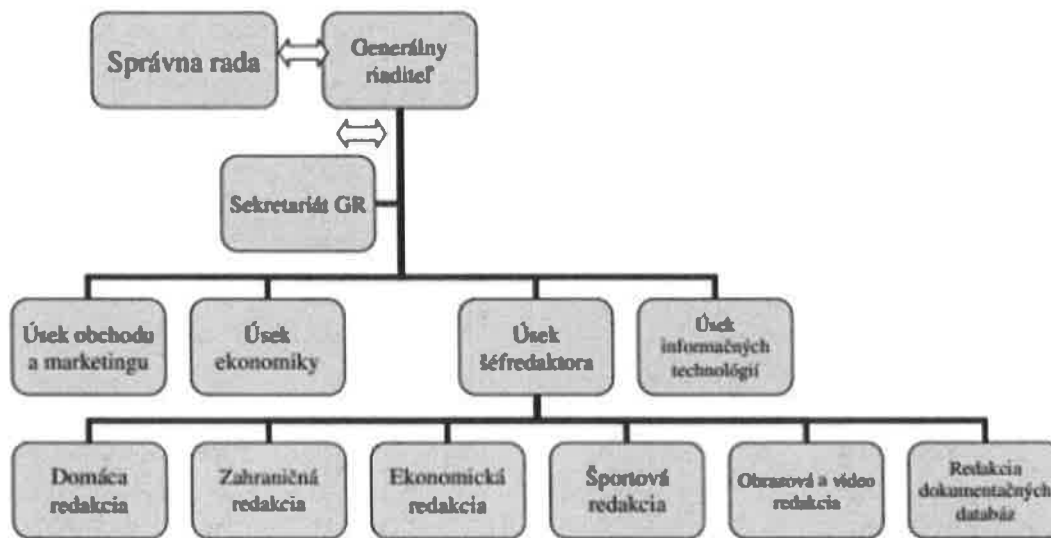 Správna rada
Generálny
riaditeľ
Sekretariát GR
Úsek obchodu
a marketingu
Úsek
ekonomiky
Úsek
šéfredaktora
Úsek
informačných
technológií
Domáca
redakcia
Zahraničná
redakcia
Ekonomická
redakcia
Športová
redakcia
Obrazová a video
redakcia
Redakcia
dokumentačných
databáz